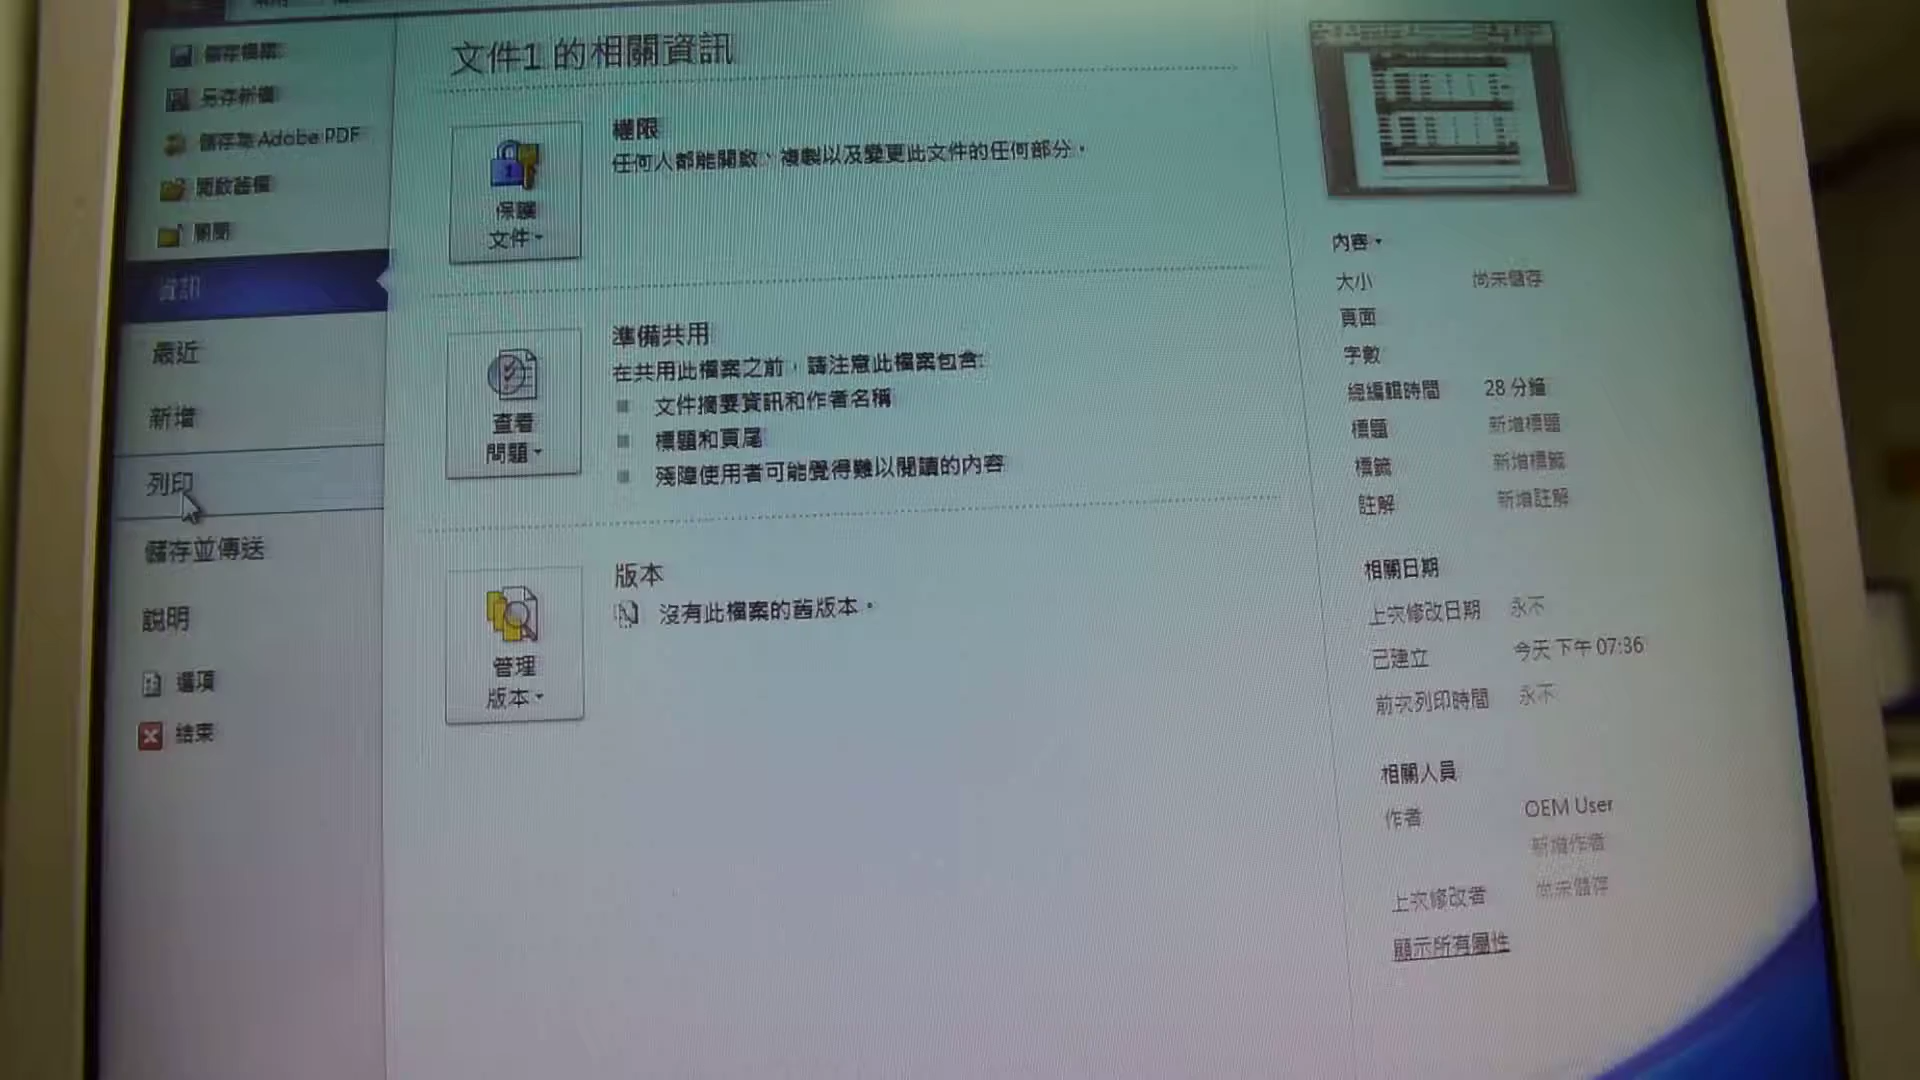 儲存檔案
另存新檔
儲存為 Adobe PDF
開啟舊檔
關閉
資訊
最近
新增
列印
儲存並傳送
說明
選項
結束
文件1 的相關資訊
保護
文件
權限
任何人都能開啟、複製以及變更此文件的任何部分。
查看
問題
準備共用
在共用此檔案之前，請注意此檔案包含:
文件摘要資訊和作者名稱
標題和頁尾
殘障使用者可能覺得難以閱讀的內容
管理
版本
版本
沒有此檔案的舊版本。
內容
大小 尚未儲存
頁面
字數
總編輯時間 28 分鐘
標題 新增標題
標籤 新增標籤
註解 新增註解
相關日期
上次修改日期 永不
已建立 今天 下午 07:36
前次列印時間 永不
相關人員
作者 OEM User
新增作者
上次修改者 尚未儲存
顯示所有屬性